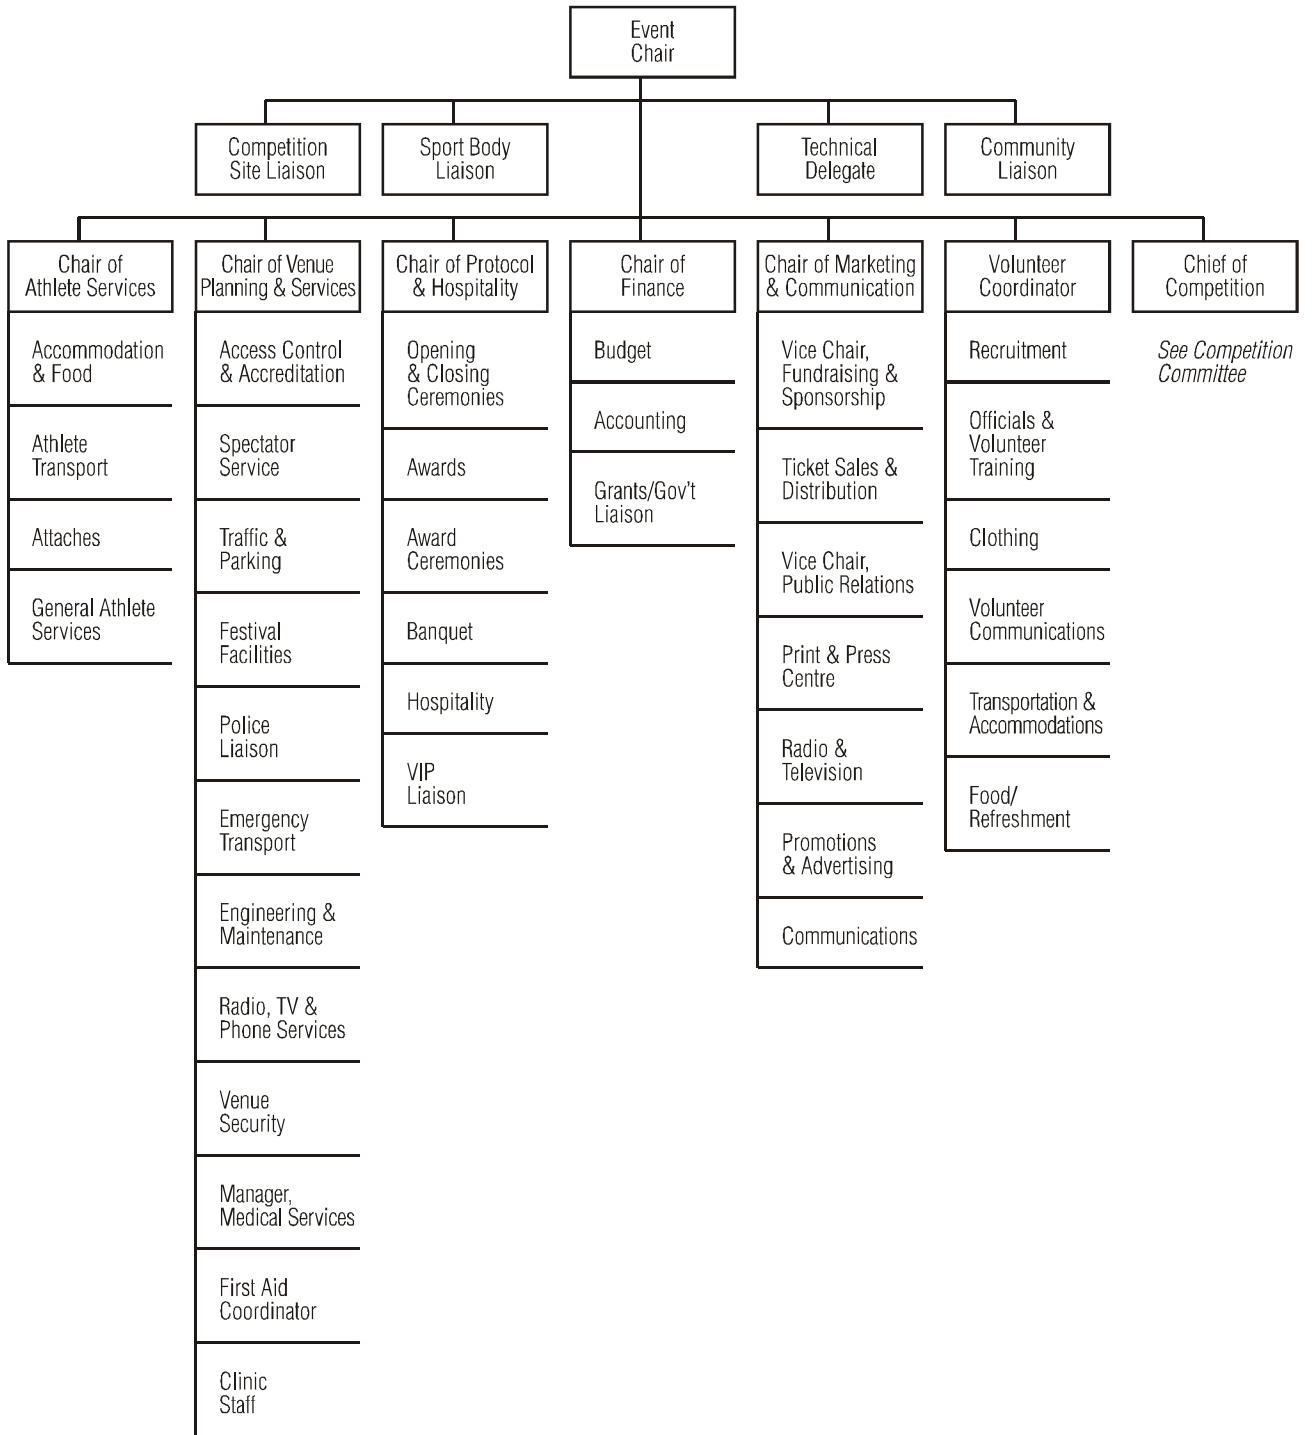 Event
Chair
Competition
Site Liaison
Sport Body
Liaison
Technical
Delegate
Community
Liaison
Chair of
Athlete Services
Chair of Venue
Planning & Services
Chair of Protocol
& Hospitality
Chair of
Finance
Chair of Marketing
& Communication
Volunteer
Coordinator
Chief of
Competition
Accommodation
& Food
Athlete
Transport
Attaches
General Athlete
Services
Access Control
& Accreditation
Spectator
Service
Traffic &
Parking
Festival
Facilities
Police
Liaison
Emergency
Transport
Engineering &
Maintenance
Radio, TV &
Phone Services
Venue
Security
Manager,
Medical Services
First Aid
Coordinator
Clinic
Staff
Opening
& Closing
Ceremonies
Awards
Award
Ceremonies
Banquet
Hospitality
VIP
Liaison
Budget
Accounting
Grants/Gov't
Liaison
Vice Chair,
Fundraising &
Sponsorship
Ticket Sales &
Distribution
Vice Chair,
Public Relations
Print & Press
Centre
Radio &
Television
Promotions
& Advertising
Communications
Recruitment
Officials &
Volunteer
Training
Clothing
Volunteer
Communications
Transportation &
Accommodations
Food/
Refreshment
See Competition
Committee